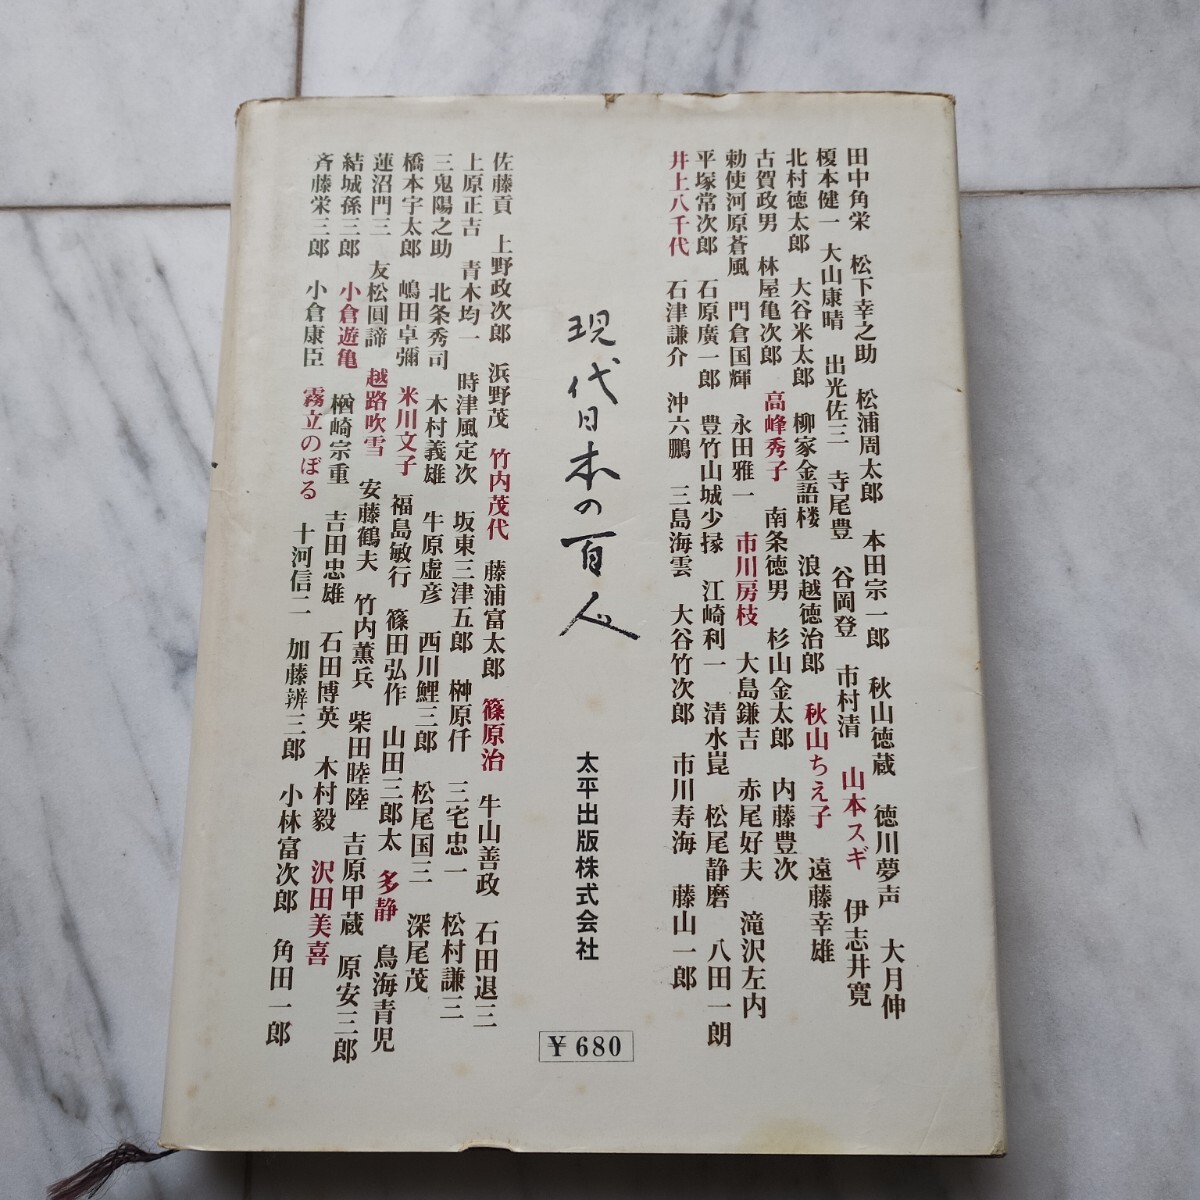 田中角栄 松下幸之助 松浦周太郎 本田宗一郎 秋山徳蔵 徳川夢声 大月伸
榎本健一 大山康晴 出光佐三 寺尾豊 谷岡登 市村清 山本スギ 伊志井寛
北村徳太郎 大谷米太郎 柳家金語楼 浪越徳治郎 秋山ちえ子 遠藤幸雄
古賀政男 林屋亀次郎 高峰秀子 南条徳男 杉山金太郎 内藤豊次
勅使河原蒼風 門倉国輝 永田雅一 市川房枝 大島鎌吉 赤尾好夫 滝沢左内
平塚常次郎 石原廣一郎 豊竹山城少掾 江崎利一 清水崑 松尾静磨 八田一朗
井上八千代 石津謙介 沖六鵬 三島海雲 大谷竹次郎 市川寿海 藤山一郎
現代日本の百人
太平出版株式会社
¥680
佐藤貢 上野政次郎 浜野茂 竹内茂代 藤浦富太郎 篠原治 牛山善政 石田退三
上原正吉 青木均一 時津風定次 坂東三津五郎 榊原仟 三宅忠一 松村謙三
三鬼陽之助 北条秀司 木村義雄 牛原虚彦 西川鯉三郎 松尾国三 深尾茂
橋本宇太郎 嶋田卓彌 米川文子 福島敏行 篠田弘作 山田三郎太 多静 鳥海青児
蓮沼門三 友松圓諦 越路吹雪 安藤鶴夫 竹内薫兵 柴田睦陸 吉原甲蔵 原安三郎
結城孫三郎 小倉遊亀 楢崎宗重 吉田忠雄 石田博英 木村毅 沢田美喜
斉藤栄三郎 小倉康臣 霧立のぼる 十河信二 加藤辨三郎 小林富次郎 角田一郎